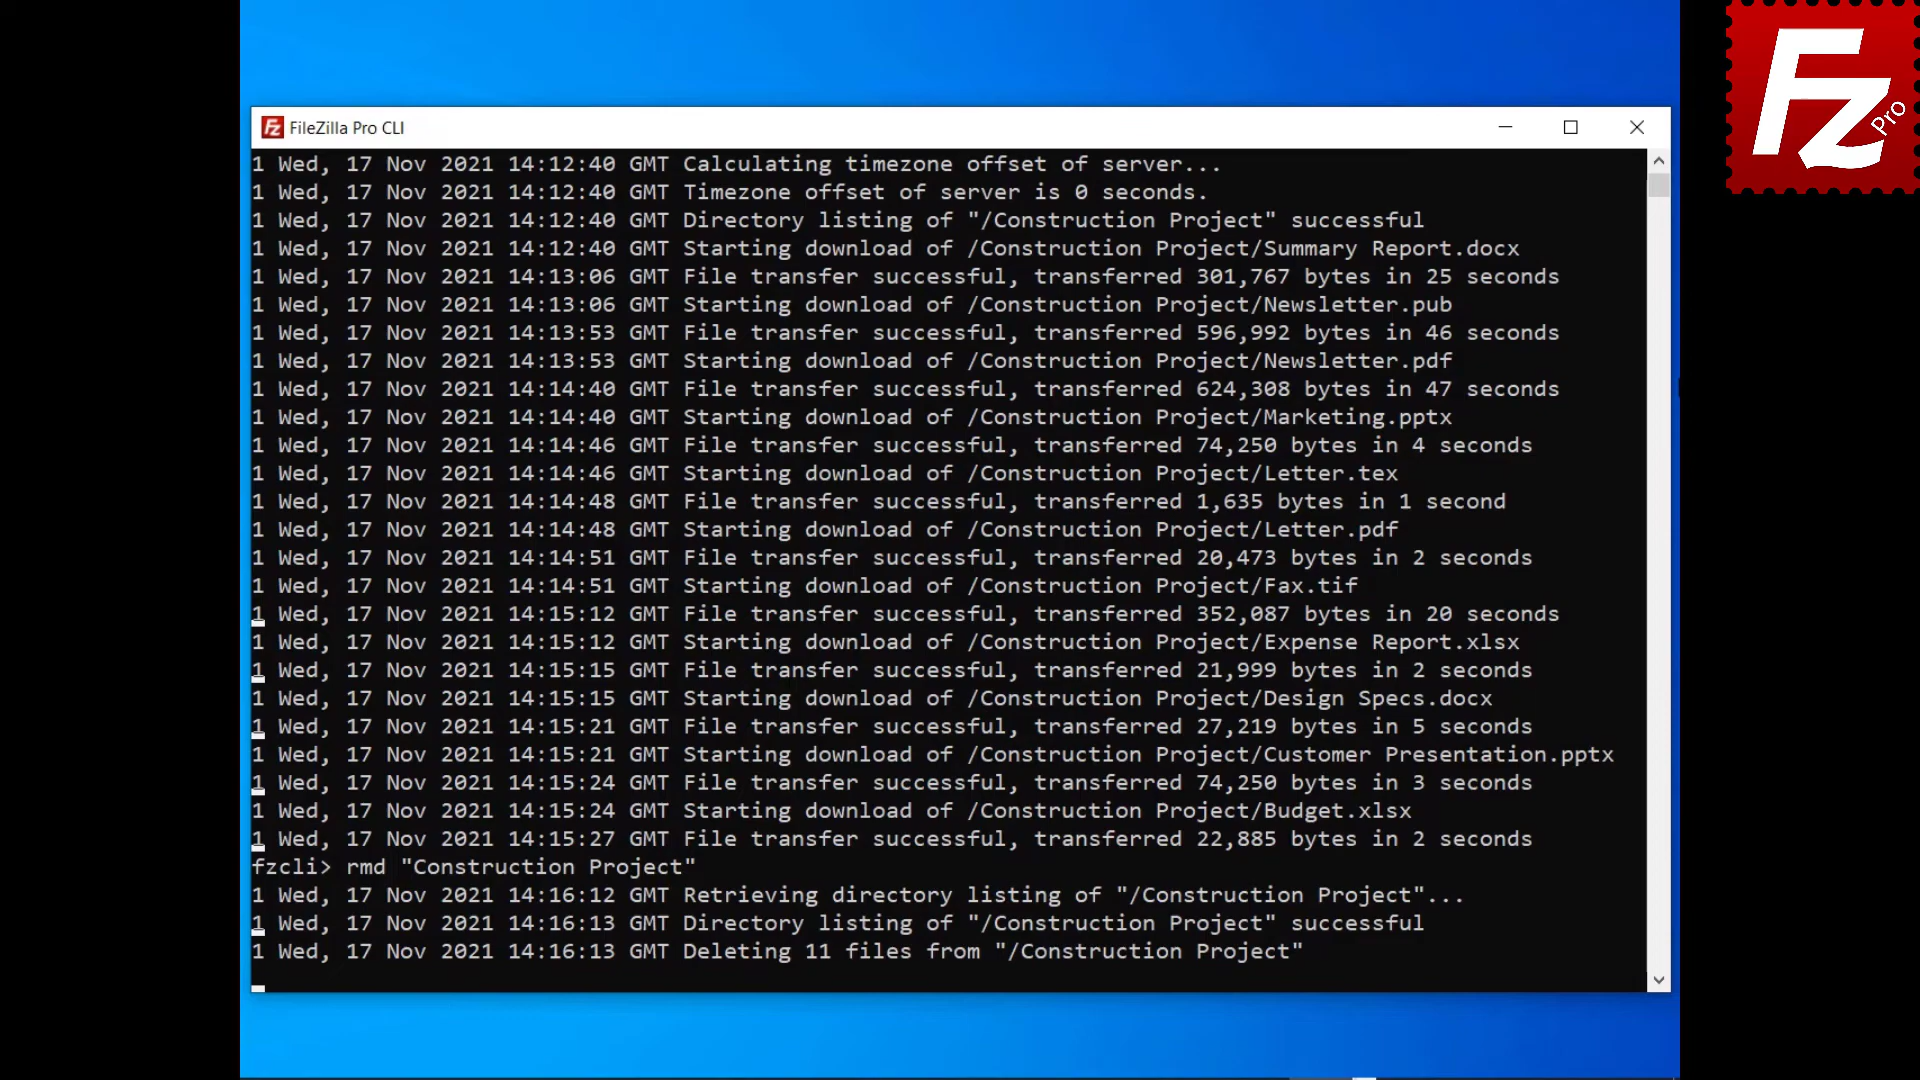 FileZilla Pro CLI
1 Wed, 17 Nov 2021 14:12:40 GMT Calculating timezone offset of server...
1 Wed, 17 Nov 2021 14:12:40 GMT Timezone offset of server is 0 seconds.
1 Wed, 17 Nov 2021 14:12:40 GMT Directory listing of "/Construction Project" successful
1 Wed, 17 Nov 2021 14:12:40 GMT Starting download of /Construction Project/Summary Report.docx
1 Wed, 17 Nov 2021 14:13:06 GMT File transfer successful, transferred 301,767 bytes in 25 seconds
1 Wed, 17 Nov 2021 14:13:06 GMT Starting download of /Construction Project/Newsletter.pub
1 Wed, 17 Nov 2021 14:13:53 GMT File transfer successful, transferred 596,992 bytes in 46 seconds
1 Wed, 17 Nov 2021 14:13:53 GMT Starting download of /Construction Project/Newsletter.pdf
1 Wed, 17 Nov 2021 14:14:40 GMT File transfer successful, transferred 624,308 bytes in 47 seconds
1 Wed, 17 Nov 2021 14:14:40 GMT Starting download of /Construction Project/Marketing.pptx
1 Wed, 17 Nov 2021 14:14:46 GMT File transfer successful, transferred 74,250 bytes in 4 seconds
1 Wed, 17 Nov 2021 14:14:46 GMT Starting download of /Construction Project/Letter.tex
1 Wed, 17 Nov 2021 14:14:48 GMT File transfer successful, transferred 1,635 bytes in 1 second
1 Wed, 17 Nov 2021 14:14:48 GMT Starting download of /Construction Project/Letter.pdf
1 Wed, 17 Nov 2021 14:14:51 GMT File transfer successful, transferred 20,473 bytes in 2 seconds
1 Wed, 17 Nov 2021 14:14:51 GMT Starting download of /Construction Project/Fax.tif
1 Wed, 17 Nov 2021 14:15:12 GMT File transfer successful, transferred 352,087 bytes in 20 seconds
1 Wed, 17 Nov 2021 14:15:12 GMT Starting download of /Construction Project/Expense Report.xlsx
1 Wed, 17 Nov 2021 14:15:15 GMT File transfer successful, transferred 21,999 bytes in 2 seconds
1 Wed, 17 Nov 2021 14:15:15 GMT Starting download of /Construction Project/Design Specs.docx
1 Wed, 17 Nov 2021 14:15:21 GMT File transfer successful, transferred 27,219 bytes in 5 seconds
1 Wed, 17 Nov 2021 14:15:21 GMT Starting download of /Construction Project/Customer Presentation.pptx
1 Wed, 17 Nov 2021 14:15:24 GMT File transfer successful, transferred 74,250 bytes in 3 seconds
1 Wed, 17 Nov 2021 14:15:24 GMT Starting download of /Construction Project/Budget.xlsx
1 Wed, 17 Nov 2021 14:15:27 GMT File transfer successful, transferred 22,885 bytes in 2 seconds
fzcli> rmd "Construction Project"
1 Wed, 17 Nov 2021 14:16:12 GMT Retrieving directory listing of "/Construction Project"...
1 Wed, 17 Nov 2021 14:16:13 GMT Directory listing of "/Construction Project" successful
1 Wed, 17 Nov 2021 14:16:13 GMT Deleting 11 files from "/Construction Project"
Fz Pro